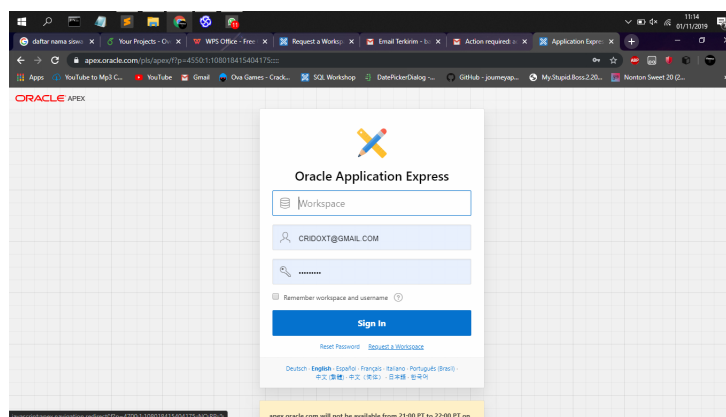 11:14
01/11/2019
daftar nama siswa
Your Projects - Ov
WPS Office - Free
Request a Worksp
Email Terkirim - b
Action required: a
Application Expre
apex.oracle.com/pls/apex/f?p=4550:1:108018415404175:::::
Apps
YouTube to Mp3 C...
YouTube
Gmail
Ova Games - Crack...
SQL Workshop
DatePickerDialog -...
GitHub - journeyap...
My.Stupid.Boss.2.20...
Nonton Sweet 20 (2...
ORACLE APEX
Oracle Application Express
Workspace
CRIDOXT@GMAIL.COM
Remember workspace and username
Sign In
Reset Password Request a Workspace
Deutsch - English - Español - Français - Italiano - Português (Brasil) -
中文 (繁體) - 中文 (简体) - 日本語 - 한국어
apex.oracle.com will not be available from 21:00 PT to 22:00 PT on